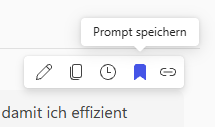 Prompt speichern
damit ich effizient